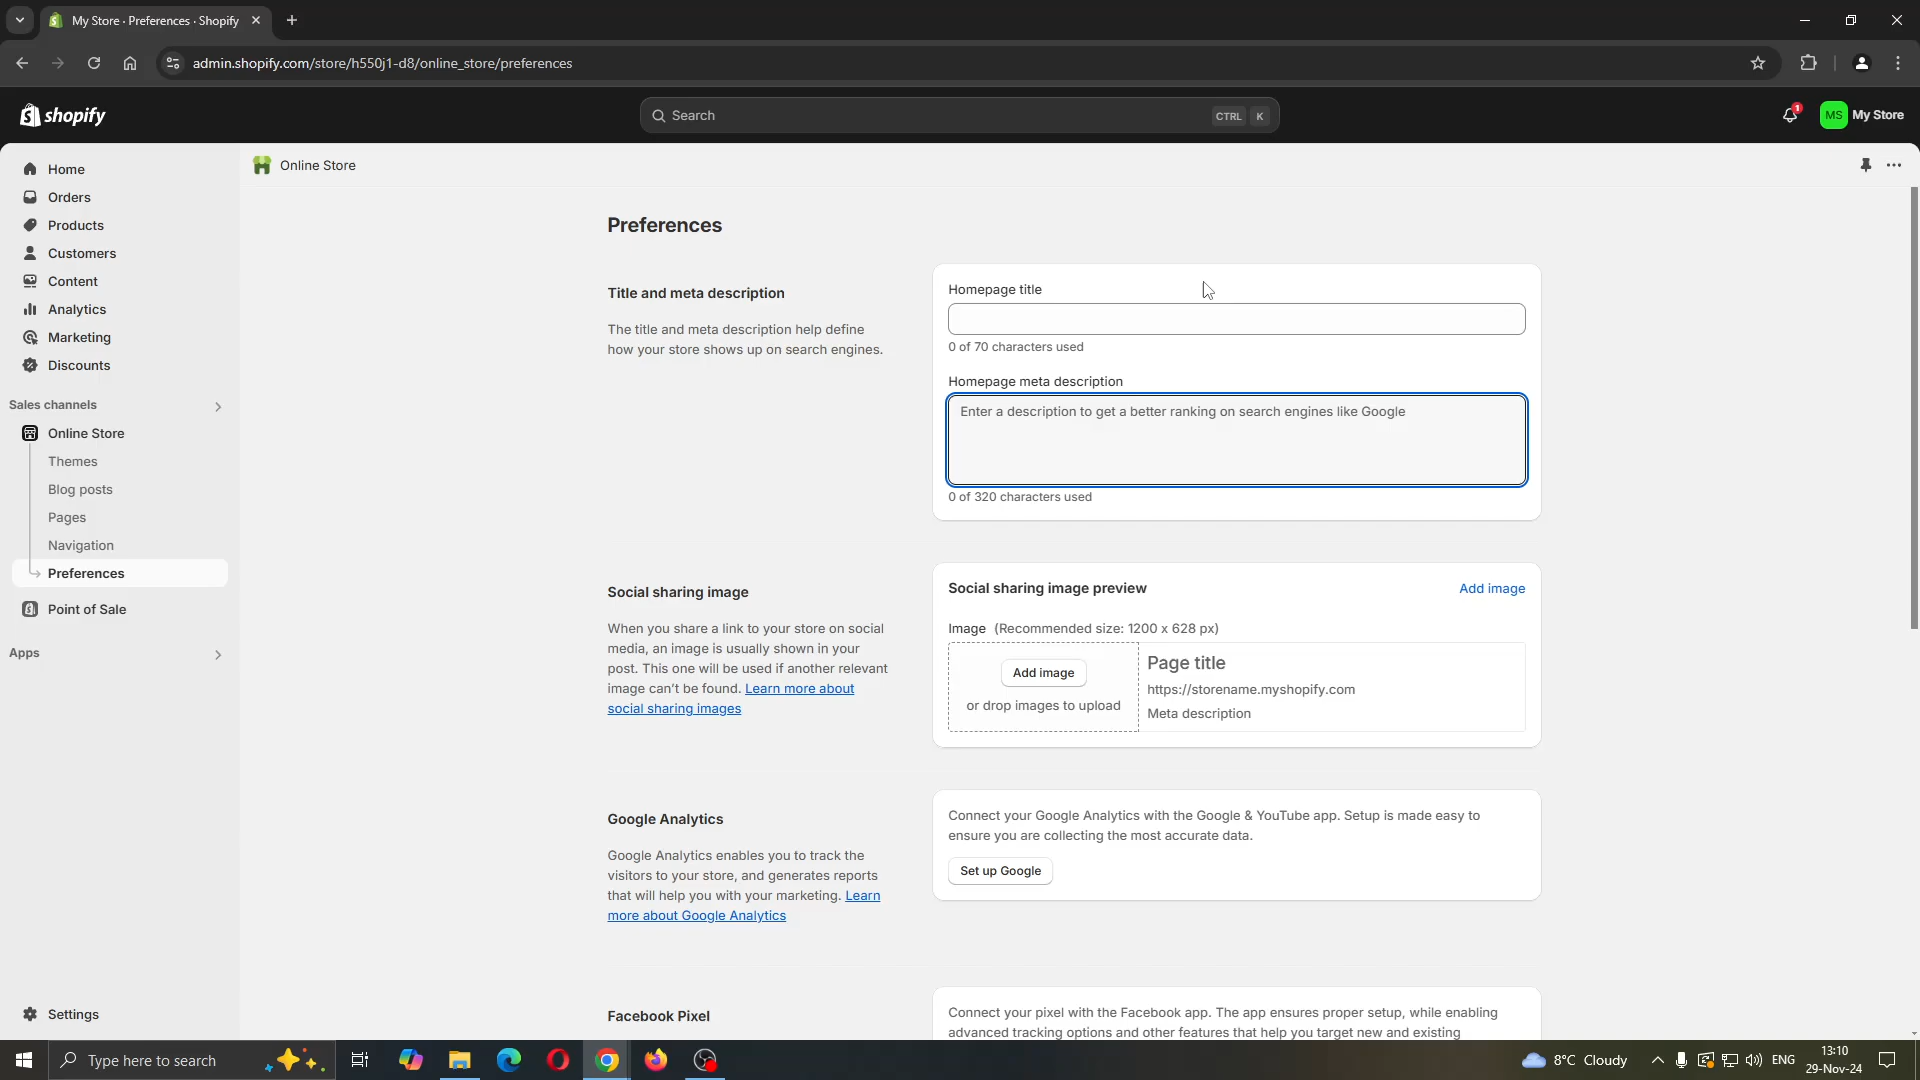 My Store · Preferences · Shopify
admin.shopify.com/store/h550j1-d8/online_store/preferences
shopify
Search
CTRL K
1
MS My Store
Home
Orders
Products
Customers
Content
Analytics
Marketing
Discounts
Sales channels
Online Store
Themes
Blog posts
Pages
Navigation
Preferences
Point of Sale
Apps
Settings
Online Store
Preferences
Title and meta description
The title and meta description help define
how your store shows up on search engines.
Homepage title
0 of 70 characters used
Homepage meta description
Enter a description to get a better ranking on search engines like Google
0 of 320 characters used
Social sharing image
When you share a link to your store on social
media, an image is usually shown in your
post. This one will be used if another relevant
image can’t be found. Learn more about
social sharing images
Social sharing image preview
Add image
Image (Recommended size: 1200 x 628 px)
Add image
or drop images to upload
Page title
https://storename.myshopify.com
Meta description
Google Analytics
Google Analytics enables you to track the
visitors to your store, and generates reports
that will help you with your marketing. Learn
more about Google Analytics
Connect your Google Analytics with the Google & YouTube app. Setup is made easy to
ensure you are collecting the most accurate data.
Set up Google
Facebook Pixel
Connect your pixel with the Facebook app. The app ensures proper setup, while enabling
advanced tracking options and other features that help you target new and existing
Type here to search
8°C Cloudy
ENG
13:10
29-Nov-24